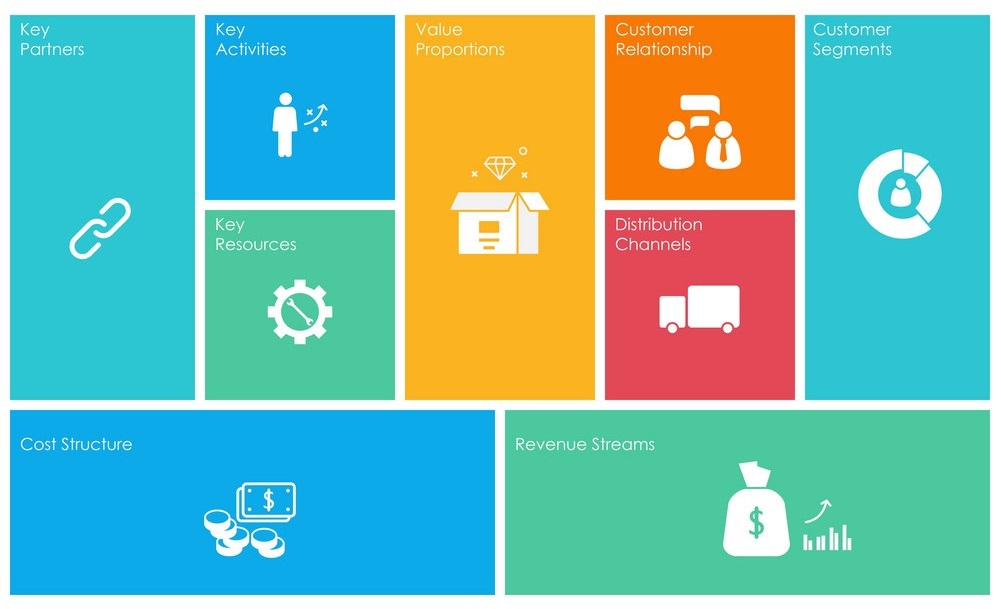 Key
Partners
Key
Activities
Value
Proportions
Customer
Relationship
Customer
Segments
Key
Resources
Distribution
Channels
Cost Structure
$
Revenue Streams
$